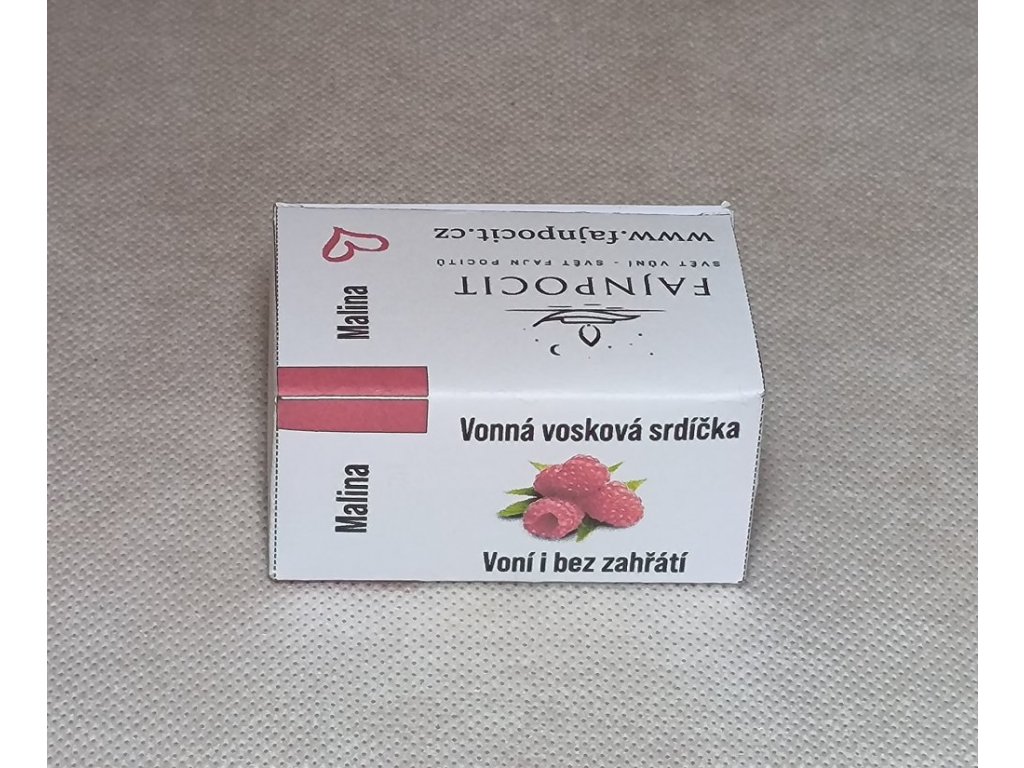 www.fajnpocit.cz
SVĚT VŮNÍ - SVĚT FAJN POCITŮ
FAJNPOCIT
Malina
Vonná vosková srdíčka
Malina
Voní i bez zahřátí